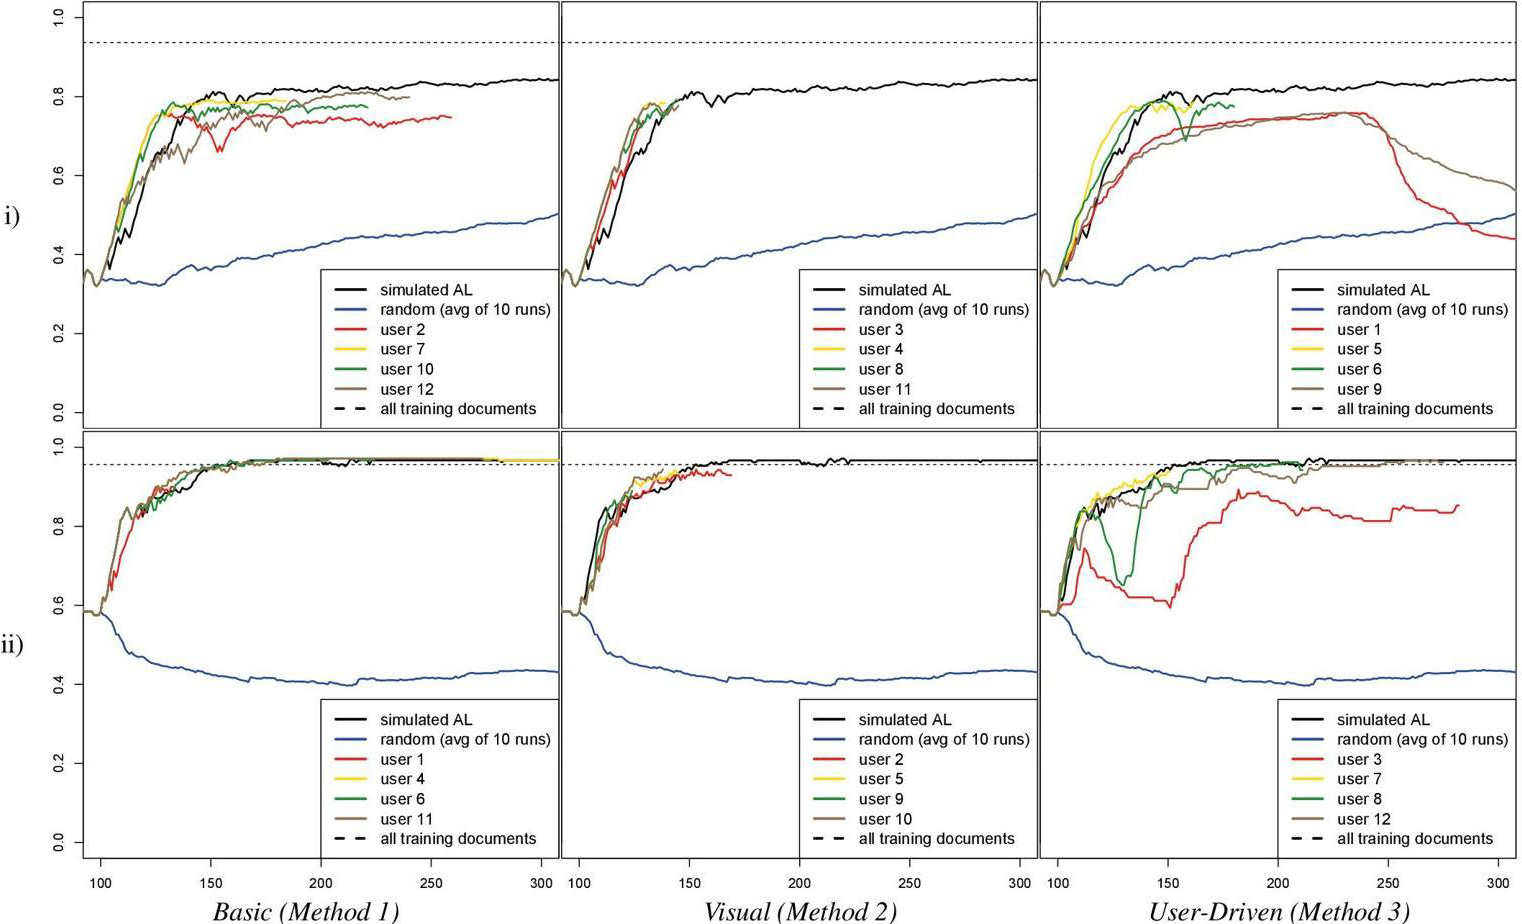 i)
1.0
0.8
0.6
0.4
0.2
0.0
simulated AL
random (avg of 10 runs)
user 2
user 7
user 10
user 12
all training documents
simulated AL
random (avg of 10 runs)
user 3
user 4
user 8
user 11
all training documents
simulated AL
random (avg of 10 runs)
user 1
user 5
user 6
user 9
all training documents
ii)
1.0
0.8
0.6
0.4
0.2
0.0
simulated AL
random (avg of 10 runs)
user 1
user 4
user 6
user 11
all training documents
simulated AL
random (avg of 10 runs)
user 2
user 5
user 9
user 10
all training documents
simulated AL
random (avg of 10 runs)
user 3
user 7
user 8
user 12
all training documents
100 150 200 250 300
100 150 200 250 300
100 150 200 250 300
Basic (Method 1)
Visual (Method 2)
User-Driven (Method 3)